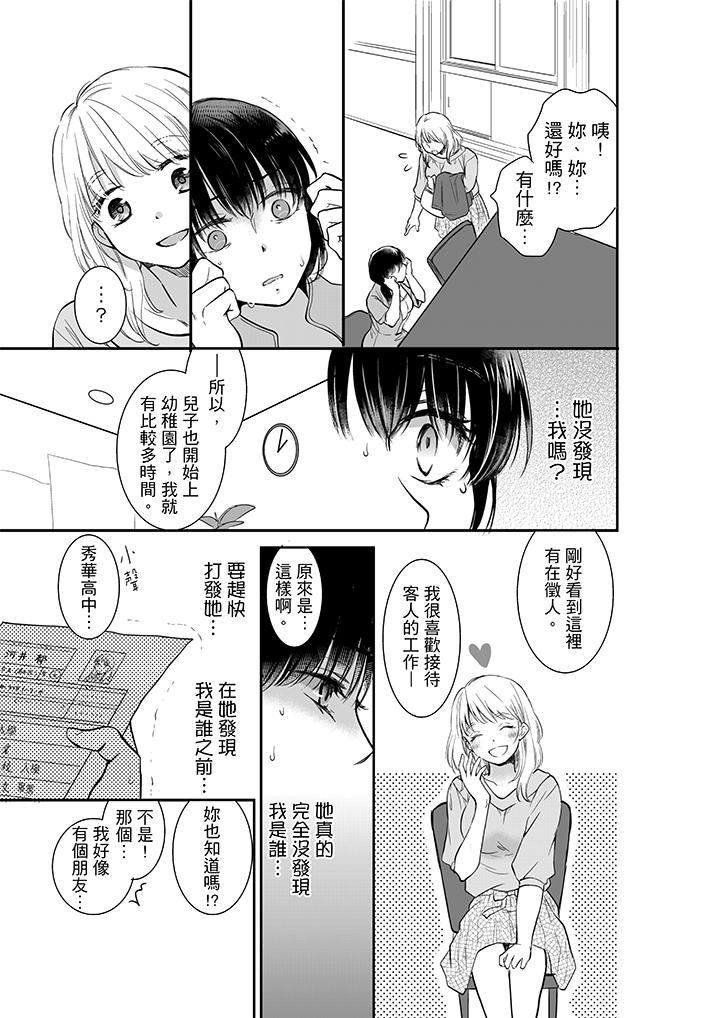 咦！
妳、妳…
還好嗎!?
有什麼…
…？
她沒發現
…我嗎？
—所以，
兒子也開始上
幼稚園了，我就
有比較多時間。
剛好看到這裡
有在徵人。
我很喜歡接待
客人的工作—
原來是…
這樣啊。
她真的
完全沒發現
我是誰…
要趕快
打發她…
在她發現
我是誰之前…
小聲
秀華高中…
妳也知道嗎!?
不是！
那個…
我好像
有個朋友…